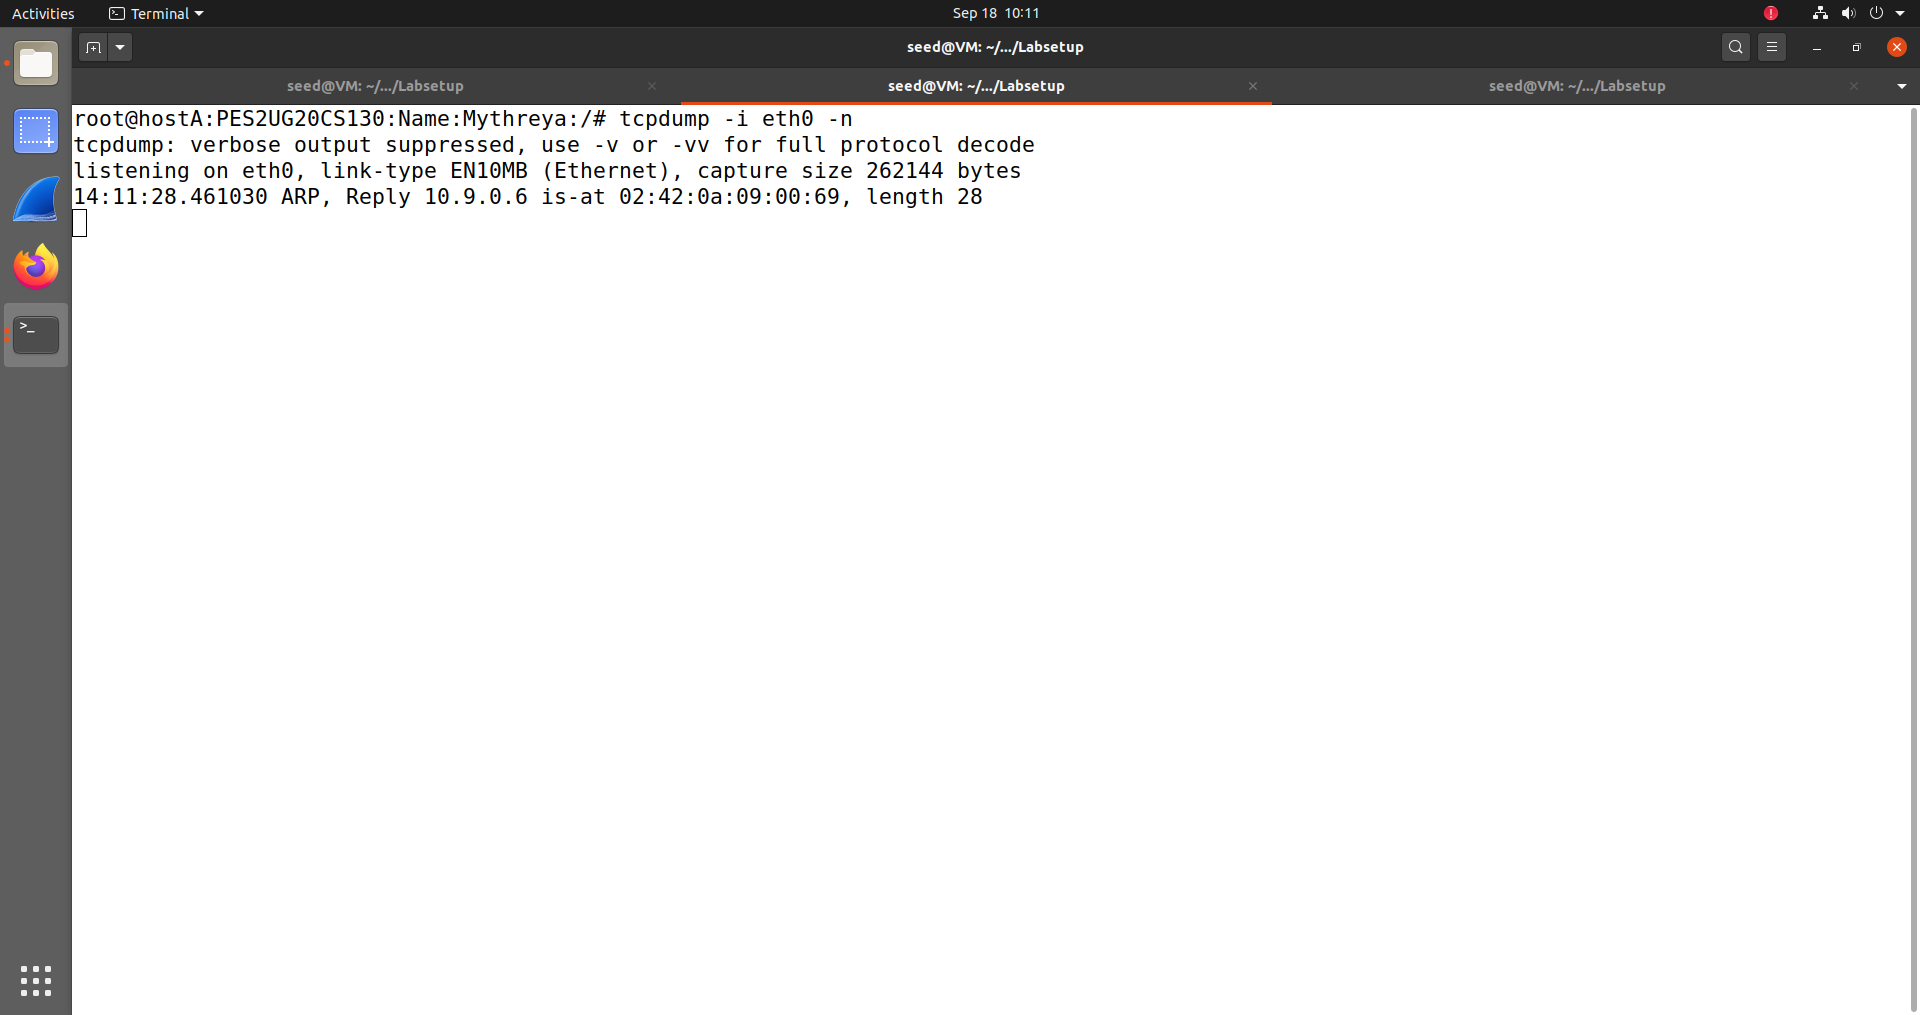 Activities
Terminal
Sep 18 10:11
seed@VM: ~/.../Labsetup
seed@VM: ~/.../Labsetup
seed@VM: ~/.../Labsetup
seed@VM: ~/.../Labsetup
root@hostA:PES2UG20CS130:Name:Mythreya:/# tcpdump -i eth0 -n
tcpdump: verbose output suppressed, use -v or -vv for full protocol decode
listening on eth0, link-type EN10MB (Ethernet), capture size 262144 bytes
14:11:28.461030 ARP, Reply 10.9.0.6 is-at 02:42:0a:09:00:69, length 28